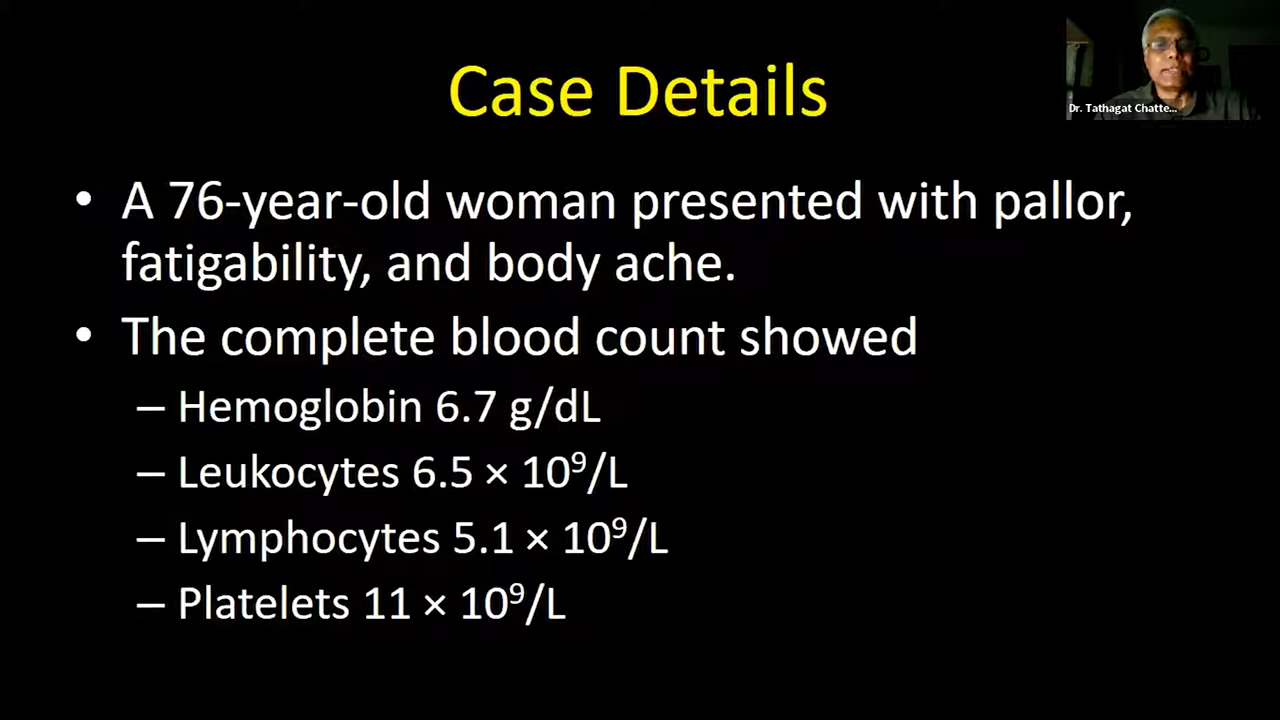 Case Details
Dr. Tathagat Chatte...
• A 76-year-old woman presented with pallor,
fatigability, and body ache.
• The complete blood count showed
– Hemoglobin 6.7 g/dL
– Leukocytes 6.5 × 10⁹/L
– Lymphocytes 5.1 × 10⁹/L
– Platelets 11 × 10⁹/L